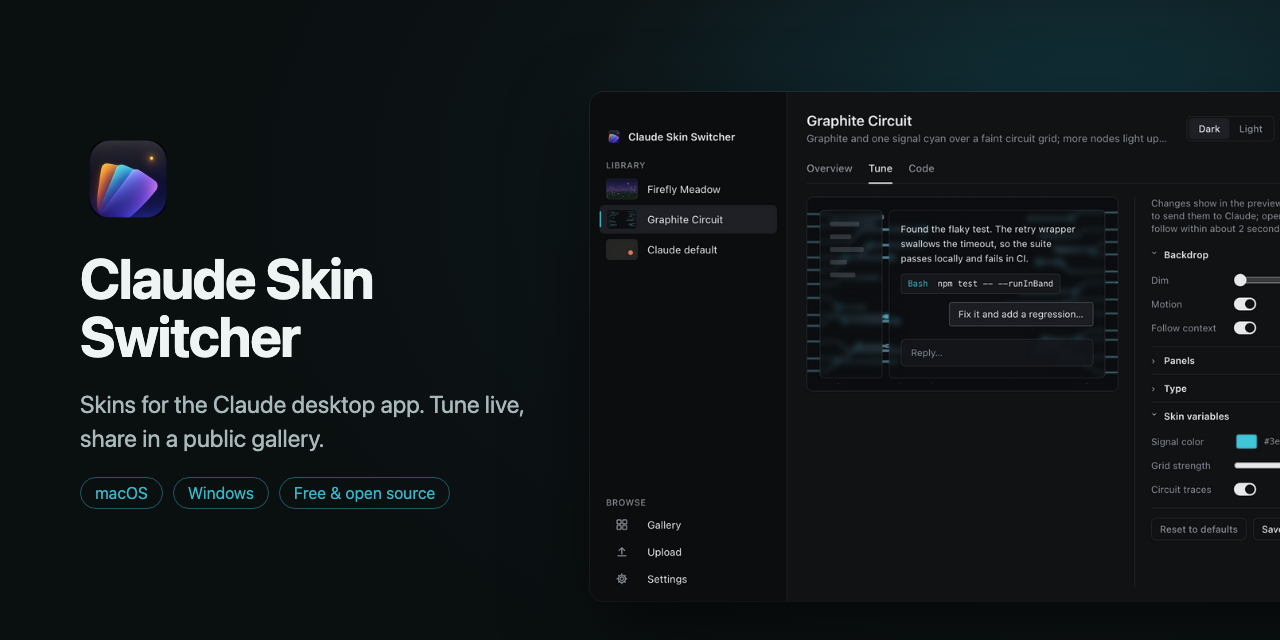 Claude Skin
Switcher
Skins for the Claude desktop app. Tune live,
share in a public gallery.
macOS
Windows
Free & open source
Claude Skin Switcher
LIBRARY
Firefly Meadow
Graphite Circuit
Claude default
BROWSE
Gallery
Upload
Settings
Graphite Circuit
Graphite and one signal cyan over a faint circuit grid; more nodes light up...
Dark
Light
Overview
Tune
Code
Found the flaky test. The retry wrapper
swallows the timeout, so the suite
passes locally and fails in CI.
Bash npm test -- --runInBand
Fix it and add a regression...
Reply...
Changes show in the preview
to send them to Claude; ope
follow within about 2 second
Backdrop
Dim
Motion
Follow context
Panels
Type
Skin variables
Signal color
#3e
Grid strength
Circuit traces
Reset to defaults
Save